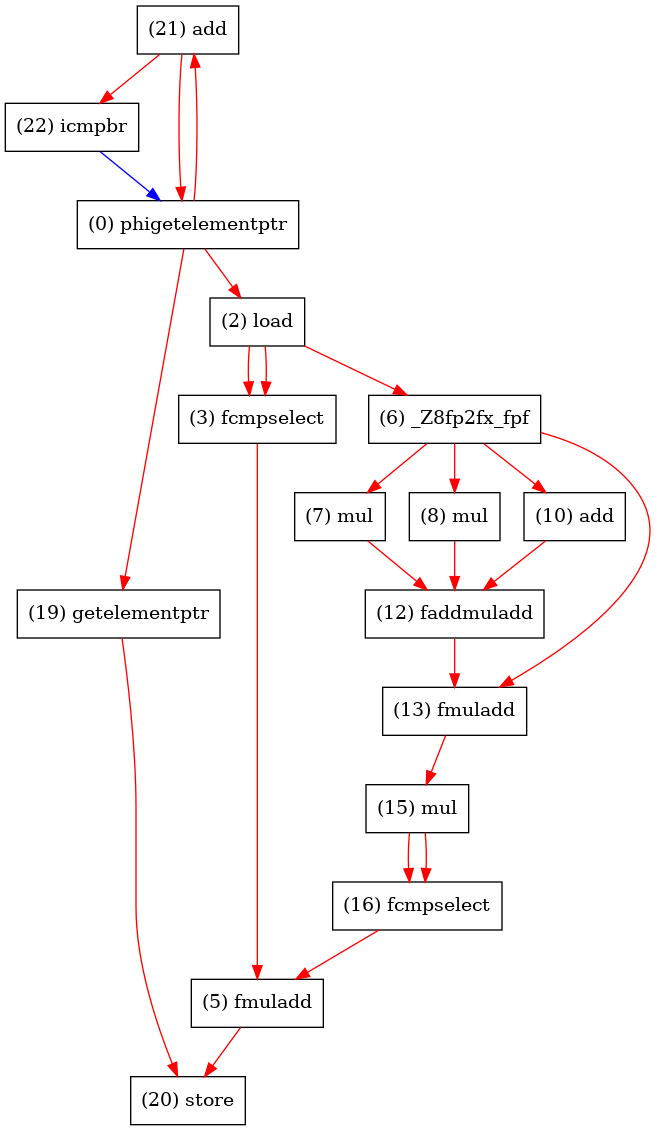 (21) add
(22) icmpbr
(0) phigetelementptr
(2) load
(3) fcmpselect
(6) _Z8fp2fx_fpf
(7) mul
(8) mul
(10) add
(19) getelementptr
(12) faddmuladd
(13) fmuladd
(15) mul
(16) fcmpselect
(5) fmuladd
(20) store